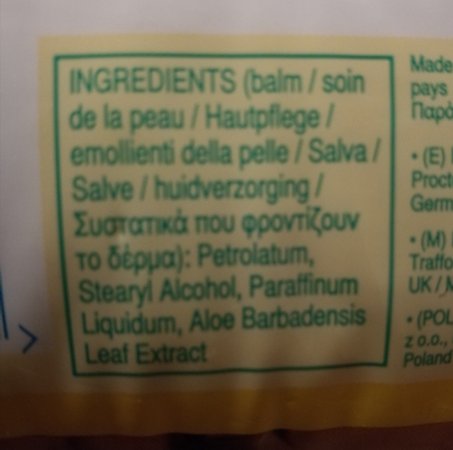 INGREDIENTS (balm / soin
de la peau / Hautpflege /
emollienti della pelle / Salva /
Salve / huidverzorging /
Συστατικά που φροντίζουν
το δέρμα): Petrolatum,
Stearyl Alcohol, Paraffinum
Liquidum, Aloe Barbadensis
Leaf Extract
Made
pays
Παρά
• (E)
Proct
Germ
• (M)
Traffo
UK / M
• (POL
z o.o.,
Poland